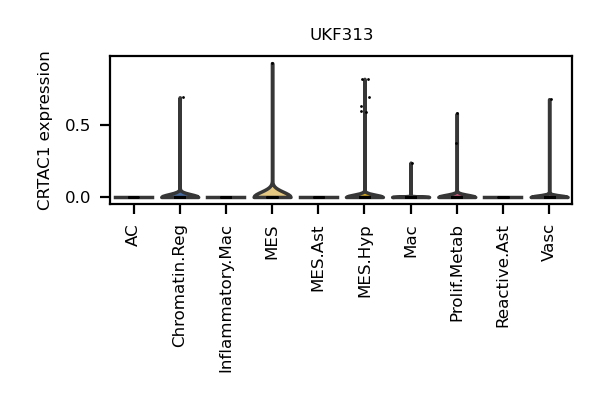 UKF313
CRTAC1 expression
0.5
0.0
AC
Chromatin.Reg
Inflammatory.Mac
MES
MES.Ast
MES.Hyp
Mac
Prolif.Metab
Reactive.Ast
Vasc